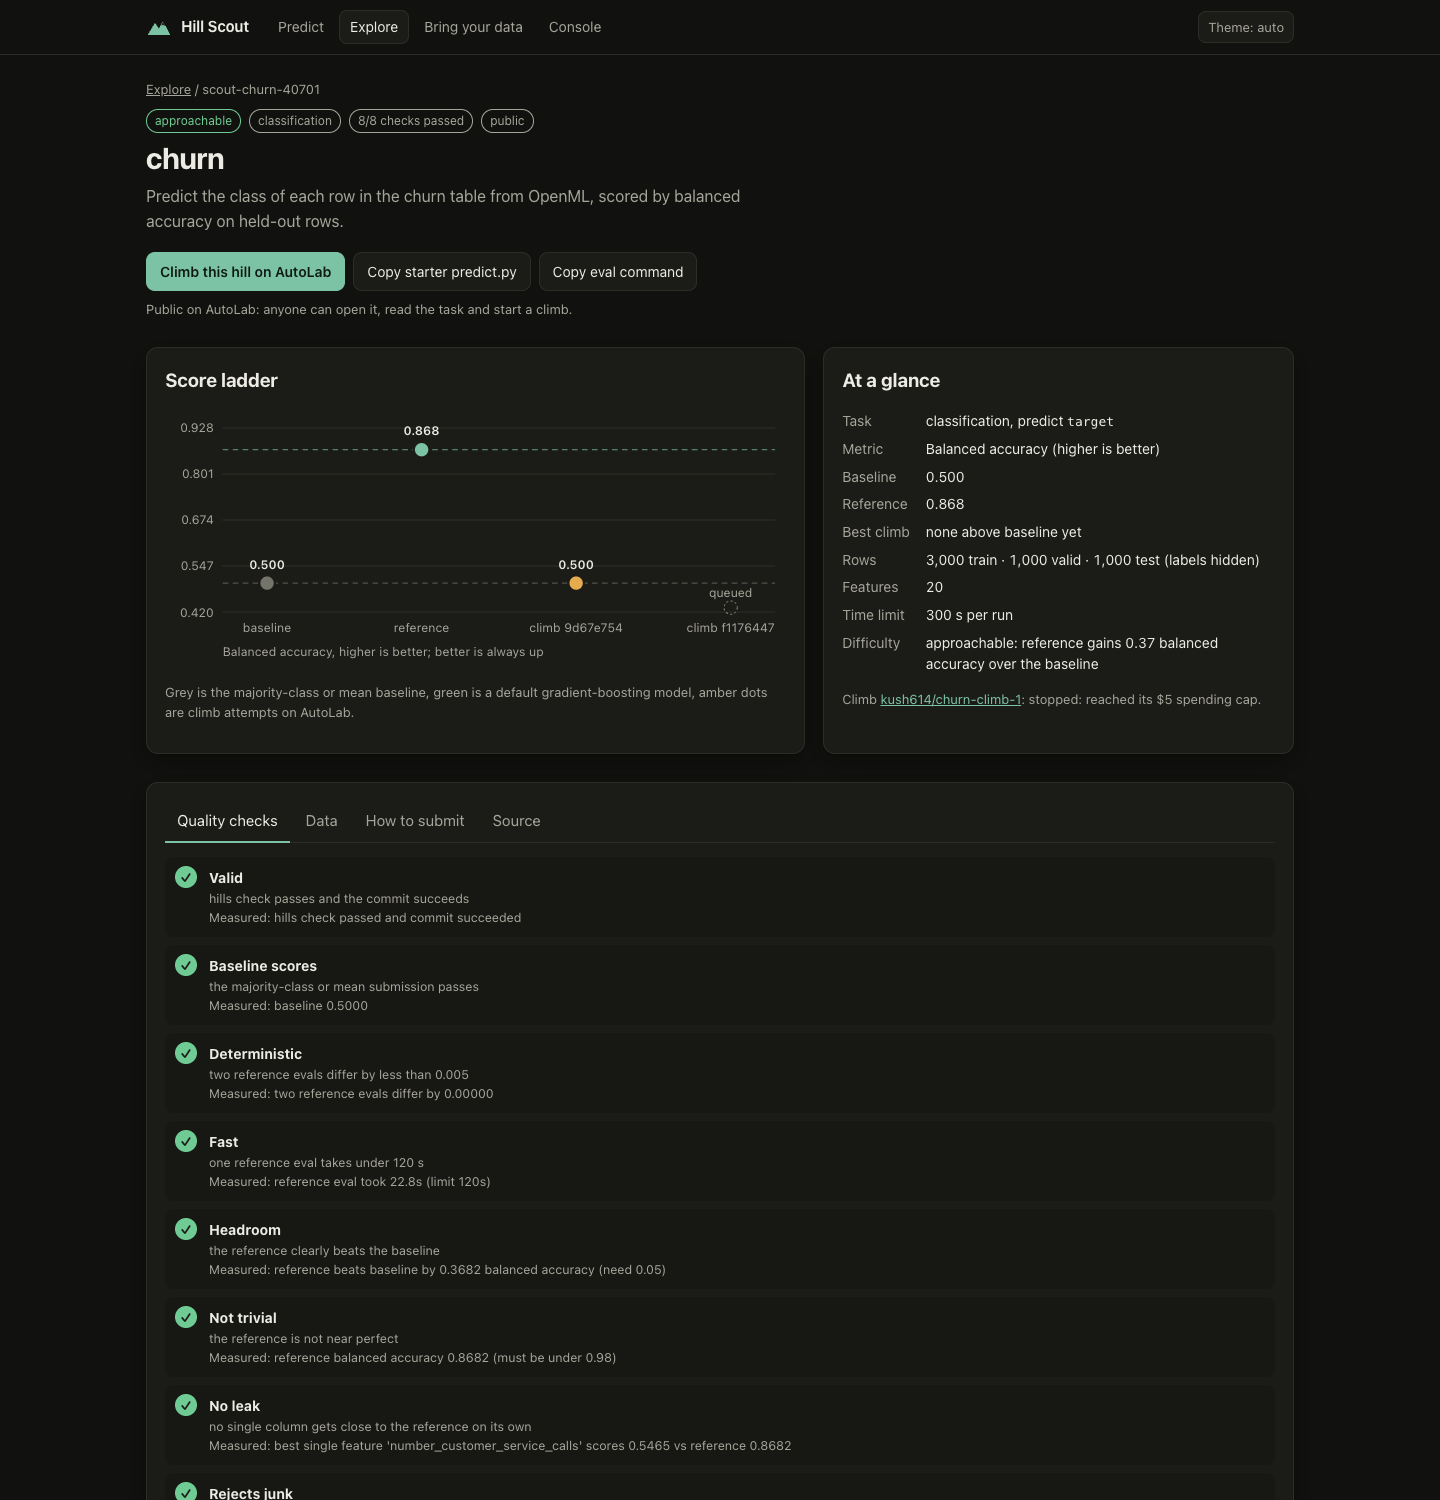 Hill Scout Predict Explore Bring your data Console Theme: auto
Explore / scout-churn-40701
approachable classification 8/8 checks passed public
churn
Predict the class of each row in the churn table from OpenML, scored by balanced
accuracy on held-out rows.
Climb this hill on AutoLab Copy starter predict.py Copy eval command
Public on AutoLab: anyone can open it, read the task and start a climb.
Score ladder
0.928
0.868
0.801
0.674
0.547
0.500 0.500
queued
0.420
baseline reference climb 9d67e754 climb f1176447
Balanced accuracy, higher is better; better is always up
Grey is the majority-class or mean baseline, green is a default gradient-boosting model, amber dots
are climb attempts on AutoLab.
At a glance
Task classification, predict target
Metric Balanced accuracy (higher is better)
Baseline 0.500
Reference 0.868
Best climb none above baseline yet
Rows 3,000 train · 1,000 valid · 1,000 test (labels hidden)
Features 20
Time limit 300 s per run
Difficulty approachable: reference gains 0.37 balanced
accuracy over the baseline
Climb kush614/churn-climb-1: stopped: reached its $5 spending cap.
Quality checks Data How to submit Source
Valid
hills check passes and the commit succeeds
Measured: hills check passed and commit succeeded
Baseline scores
the majority-class or mean submission passes
Measured: baseline 0.5000
Deterministic
two reference evals differ by less than 0.005
Measured: two reference evals differ by 0.00000
Fast
one reference eval takes under 120 s
Measured: reference eval took 22.8s (limit 120s)
Headroom
the reference clearly beats the baseline
Measured: reference beats baseline by 0.3682 balanced accuracy (need 0.05)
Not trivial
the reference is not near perfect
Measured: reference balanced accuracy 0.8682 (must be under 0.98)
No leak
no single column gets close to the reference on its own
Measured: best single feature 'number_customer_service_calls' scores 0.5465 vs reference 0.8682
Rejects junk